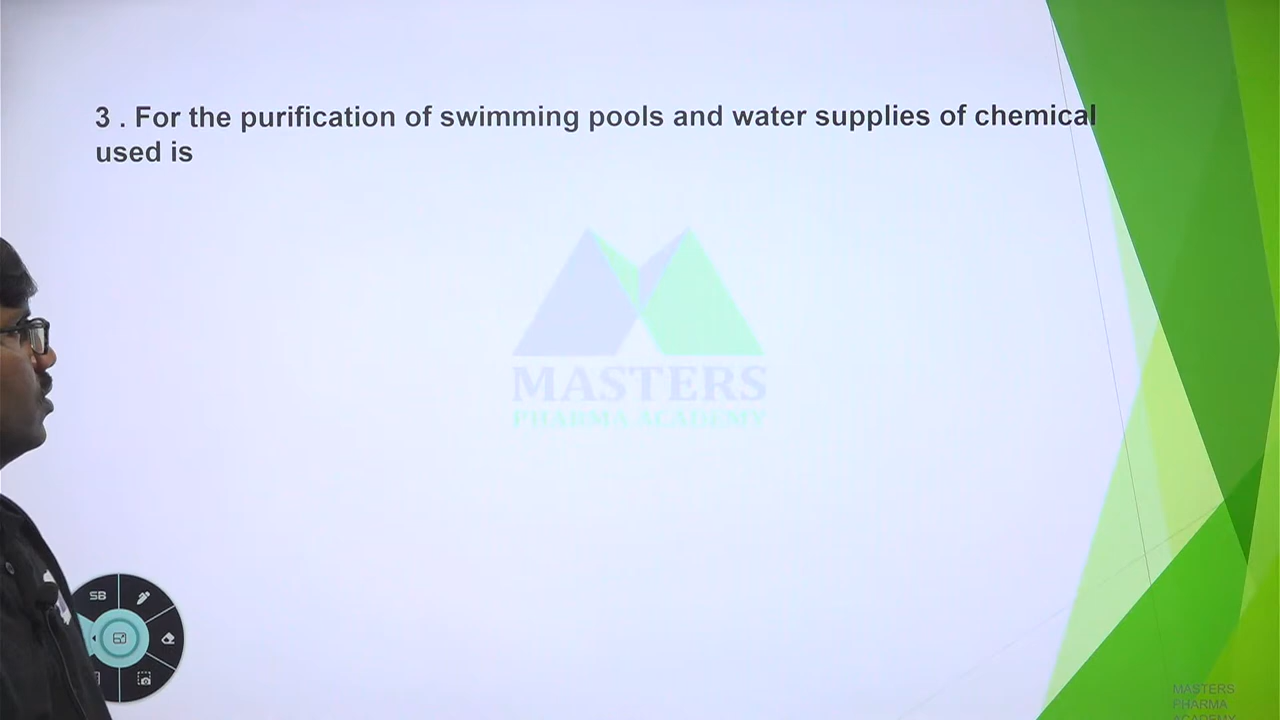 3 . For the purification of swimming pools and water supplies of chemical
used is
MASTERS
PHARMA ACADEMY
SB
MASTERS
PHARMA
ACADEMY